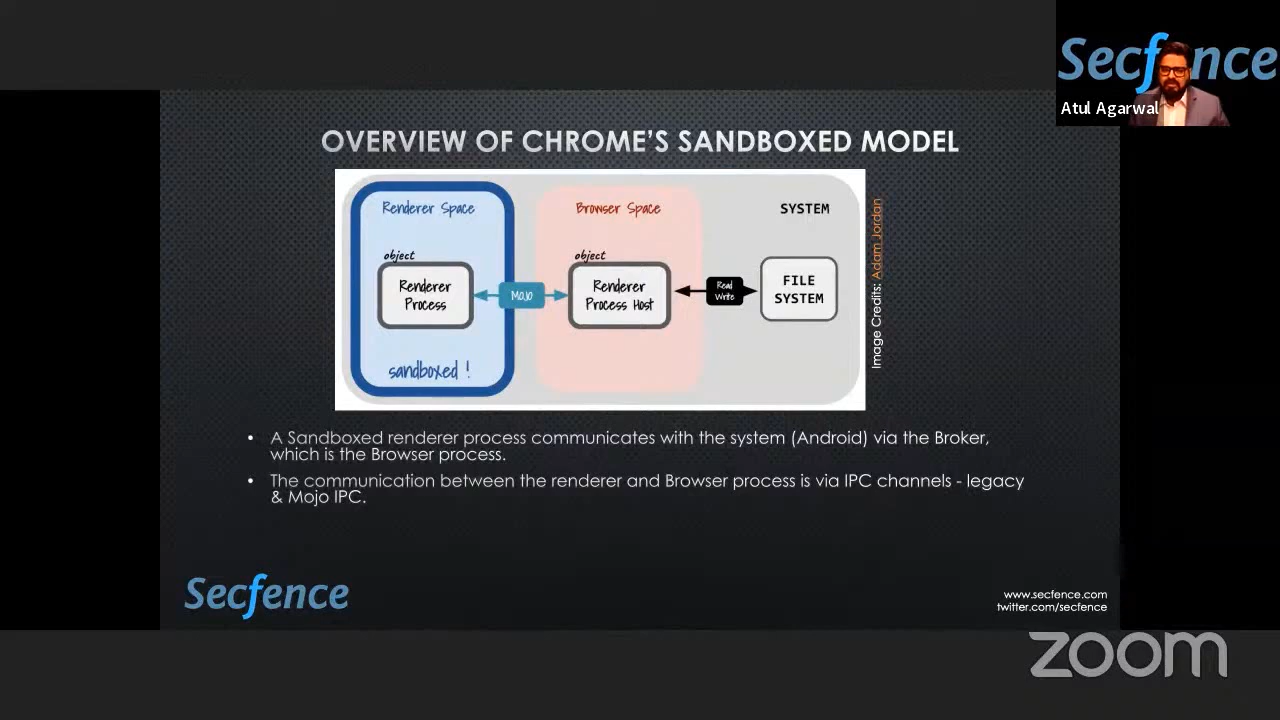 Secfence
Atul Agarwal
OVERVIEW OF CHROME'S SANDBOXED MODEL
Renderer Space
Browser Space
SYSTEM
object
object
Renderer
Process
Mojo
Renderer
Process Host
Read
Write
FILE
SYSTEM
sandboxed !
Image Credits: Adam Jordan
• A Sandboxed renderer process communicates with the system (Android) via the Broker,
which is the Browser process.
• The communication between the renderer and Browser process is via IPC channels - legacy
& Mojo IPC.
Secfence
www.secfence.com
twitter.com/secfence
zoom